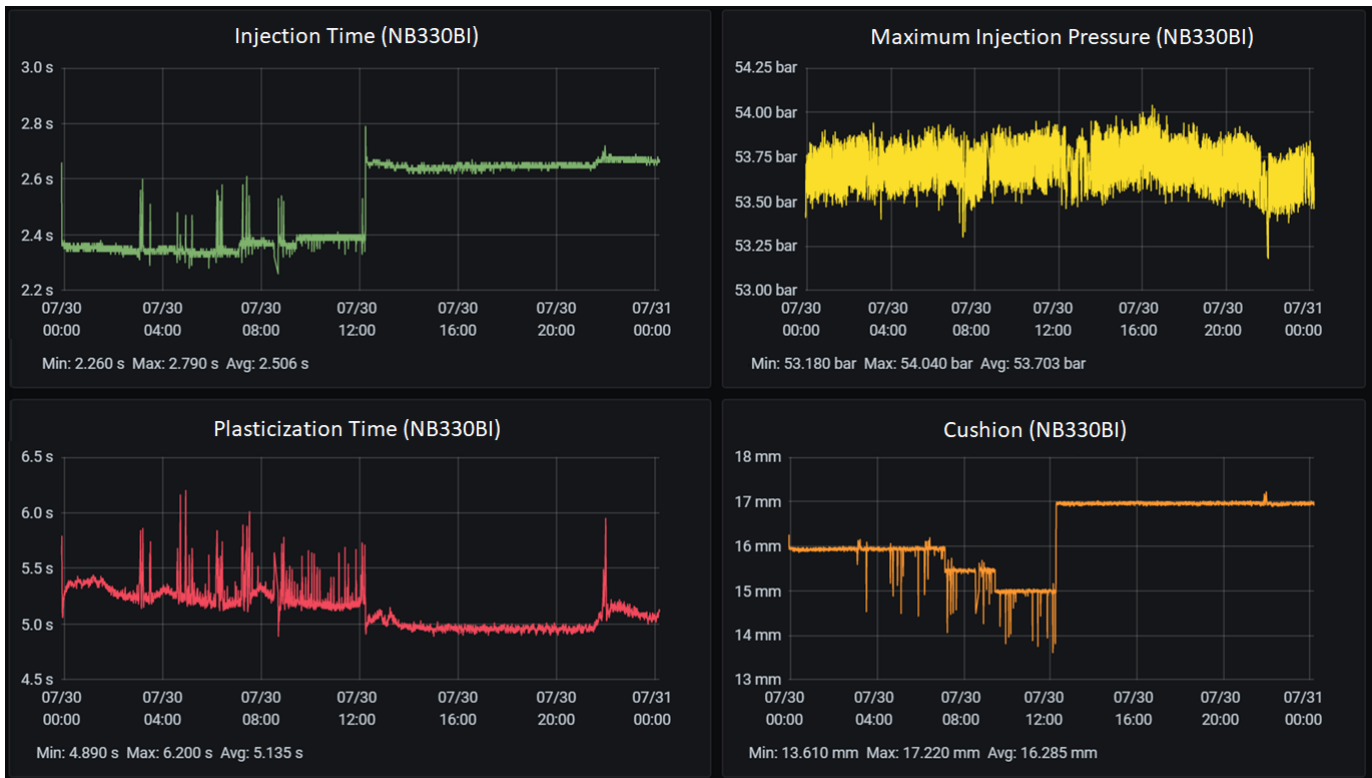 Injection Time (NB330BI)
3.0 s
2.8 s
2.6 s
2.4 s
2.2 s
07/30 07/30 07/30 07/30 07/30 07/30 07/31
00:00 04:00 08:00 12:00 16:00 20:00 00:00
Min: 2.260 s Max: 2.790 s Avg: 2.506 s
Maximum Injection Pressure (NB330BI)
54.25 bar
54.00 bar
53.75 bar
53.50 bar
53.25 bar
53.00 bar
07/30 07/30 07/30 07/30 07/30 07/30 07/31
00:00 04:00 08:00 12:00 16:00 20:00 00:00
Min: 53.180 bar Max: 54.040 bar Avg: 53.703 bar
Plasticization Time (NB330BI)
6.5 s
6.0 s
5.5 s
5.0 s
4.5 s
07/30 07/30 07/30 07/30 07/30 07/30 07/31
00:00 04:00 08:00 12:00 16:00 20:00 00:00
Min: 4.890 s Max: 6.200 s Avg: 5.135 s
Cushion (NB330BI)
18 mm
17 mm
16 mm
15 mm
14 mm
13 mm
07/30 07/30 07/30 07/30 07/30 07/30 07/31
00:00 04:00 08:00 12:00 16:00 20:00 00:00
Min: 13.610 mm Max: 17.220 mm Avg: 16.285 mm